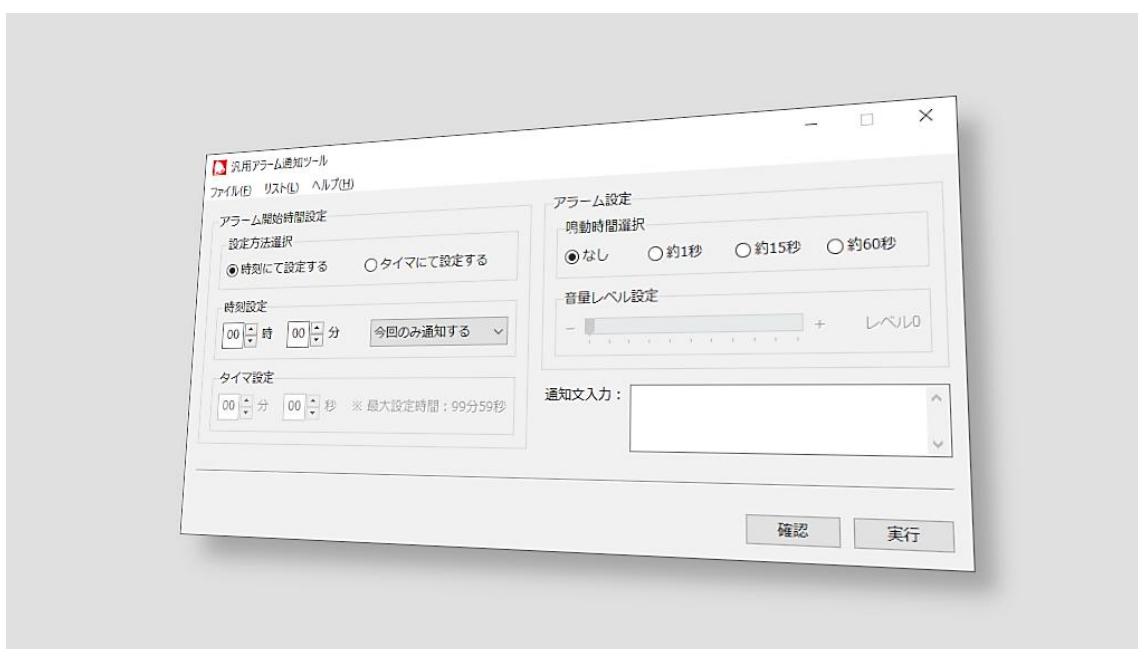 汎用アラーム通知ツール
ファイル(F) リスト(L) ヘルプ(H)
アラーム開始時間設定
設定方法選択
時刻にて設定する タイマにて設定する
時刻設定
00 時 00 分 今回のみ通知する
タイマ設定
00 分 00 秒 ※ 最大設定時間：99分59秒
アラーム設定
鳴動時間選択
なし 約1秒 約15秒 約60秒
音量レベル設定
- + レベル0
通知文入力：
確認 実行